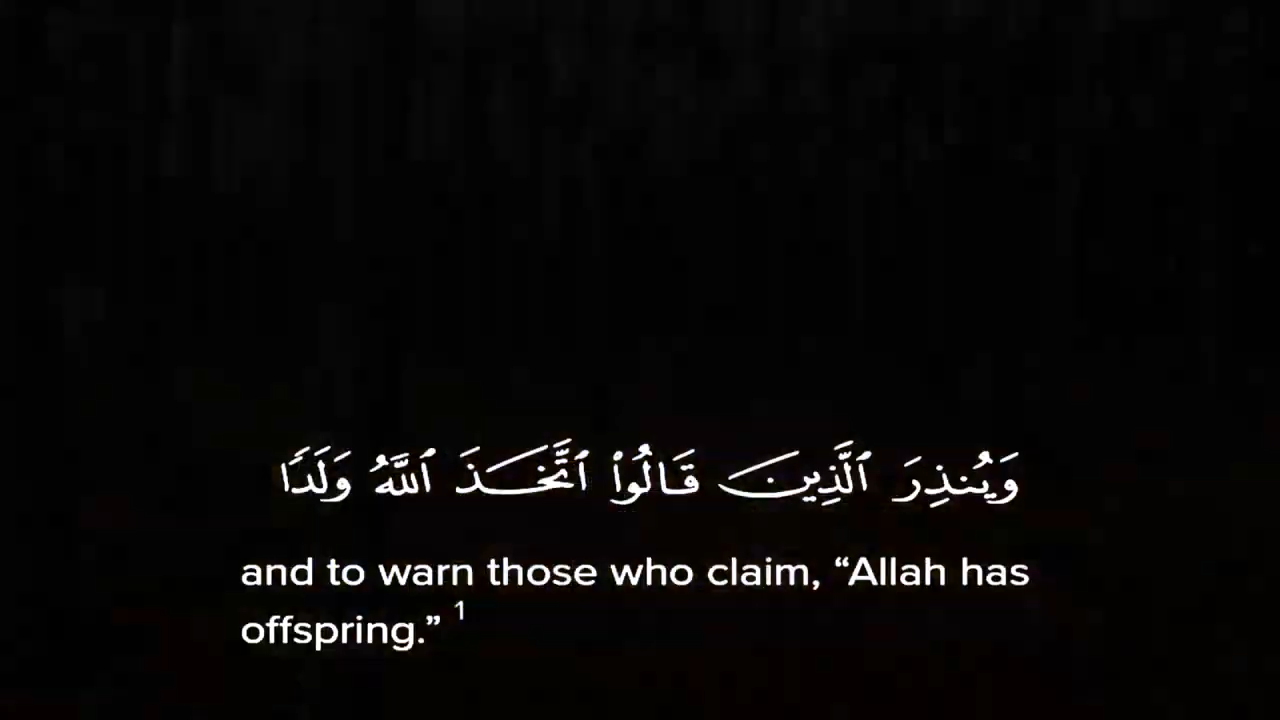 وَيُنذِرَ ٱلَّذِينَ قَالُوا۟ ٱتَّخَذَ ٱللَّهُ وَلَدًا
and to warn those who claim, “Allah has
offspring.” 1